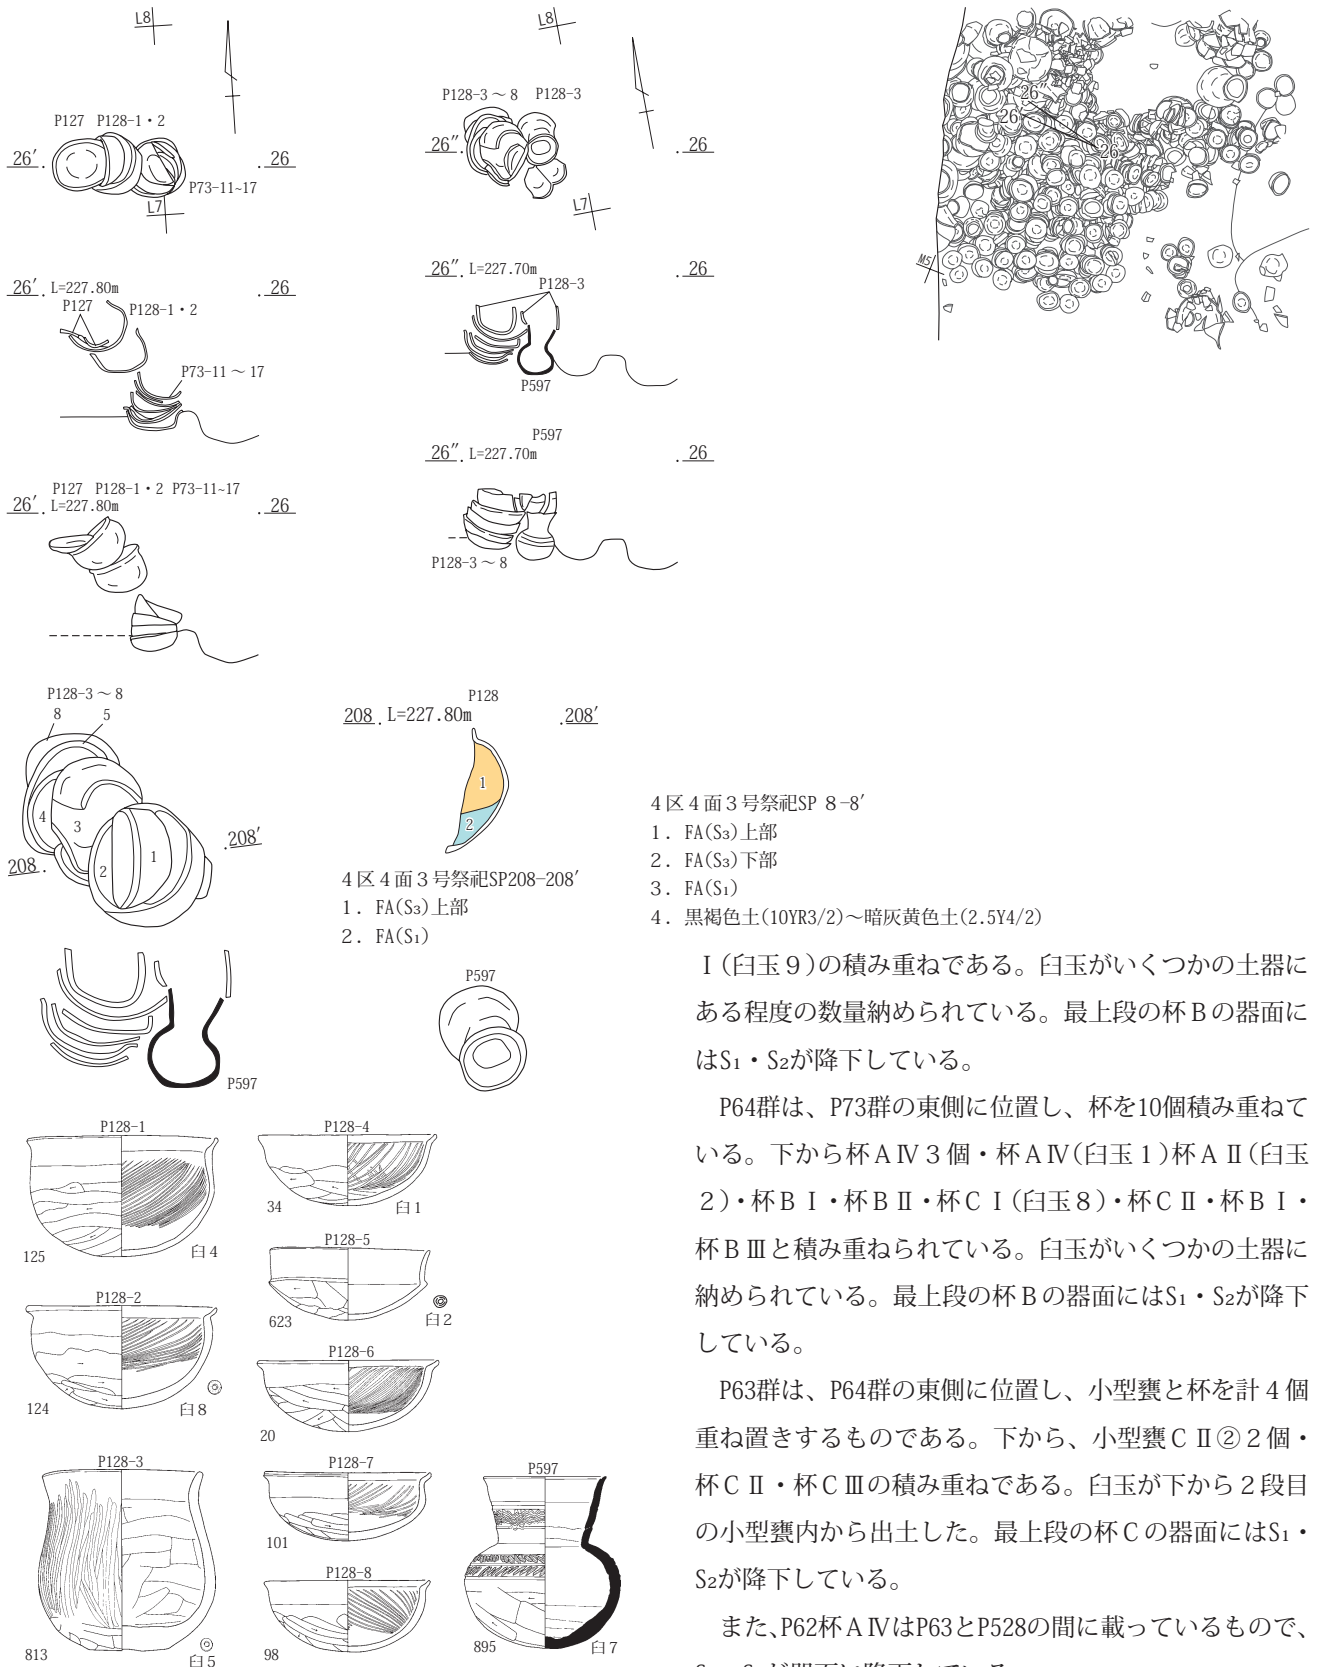 L8
P127 P128-1・2
26′. .26
P73-11~17
L7
L8
P128-3～8 P128-3
26″. .26
L7
26″
26′
26
M5
26′. L=227.80m .26
P127 P128-1・2
P73-11～17
26″. L=227.70m .26
P128-3
P597
P597
26″. L=227.70m .26
P128-3～8
P127 P128-1・2 P73-11~17
26′. L=227.80m .26
P128-3～8
8 5
4 3
2 1
208. .208′
P597
P128
208. L=227.80m .208′
1
2
4区4面3号祭祀SP208-208′
1．FA(S₃)上部
2．FA(S₁)
P597
4区4面3号祭祀SP 8-8′
1．FA(S₃)上部
2．FA(S₃)下部
3．FA(S₁)
4．黒褐色土(10YR3/2)～暗灰黄色土(2.5Y4/2)
P128-1
125 臼4
P128-2
124 臼8
P128-3
813 臼5
P128-4
34 臼1
P128-5
623 臼2
P128-6
20
P128-7
101
P128-8
98
P597
895 臼7
Ⅰ(臼玉９)の積み重ねである。臼玉がいくつかの土器に
ある程度の数量納められている。最上段の杯Ｂの器面に
はS₁・S₂が降下している。
P64群は、P73群の東側に位置し、杯を10個積み重ねて
いる。下から杯ＡⅣ３個・杯ＡⅣ(臼玉１)杯ＡⅡ(臼玉
２)・杯ＢⅠ・杯ＢⅡ・杯ＣⅠ(臼玉８)・杯ＣⅡ・杯ＢⅠ・
杯ＢⅢと積み重ねられている。臼玉がいくつかの土器に
納められている。最上段の杯Ｂの器面にはS₁・S₂が降下
している。
P63群は、P64群の東側に位置し、小型甕と杯を計４個
重ね置きするものである。下から、小型甕ＣⅡ②２個・
杯ＣⅡ・杯ＣⅢの積み重ねである。臼玉が下から２段目
の小型甕内から出土した。最上段の杯Ｃの器面にはS₁・
S₂が降下している。
また、P62杯ＡⅣはP63とP528の間に載っているもので、